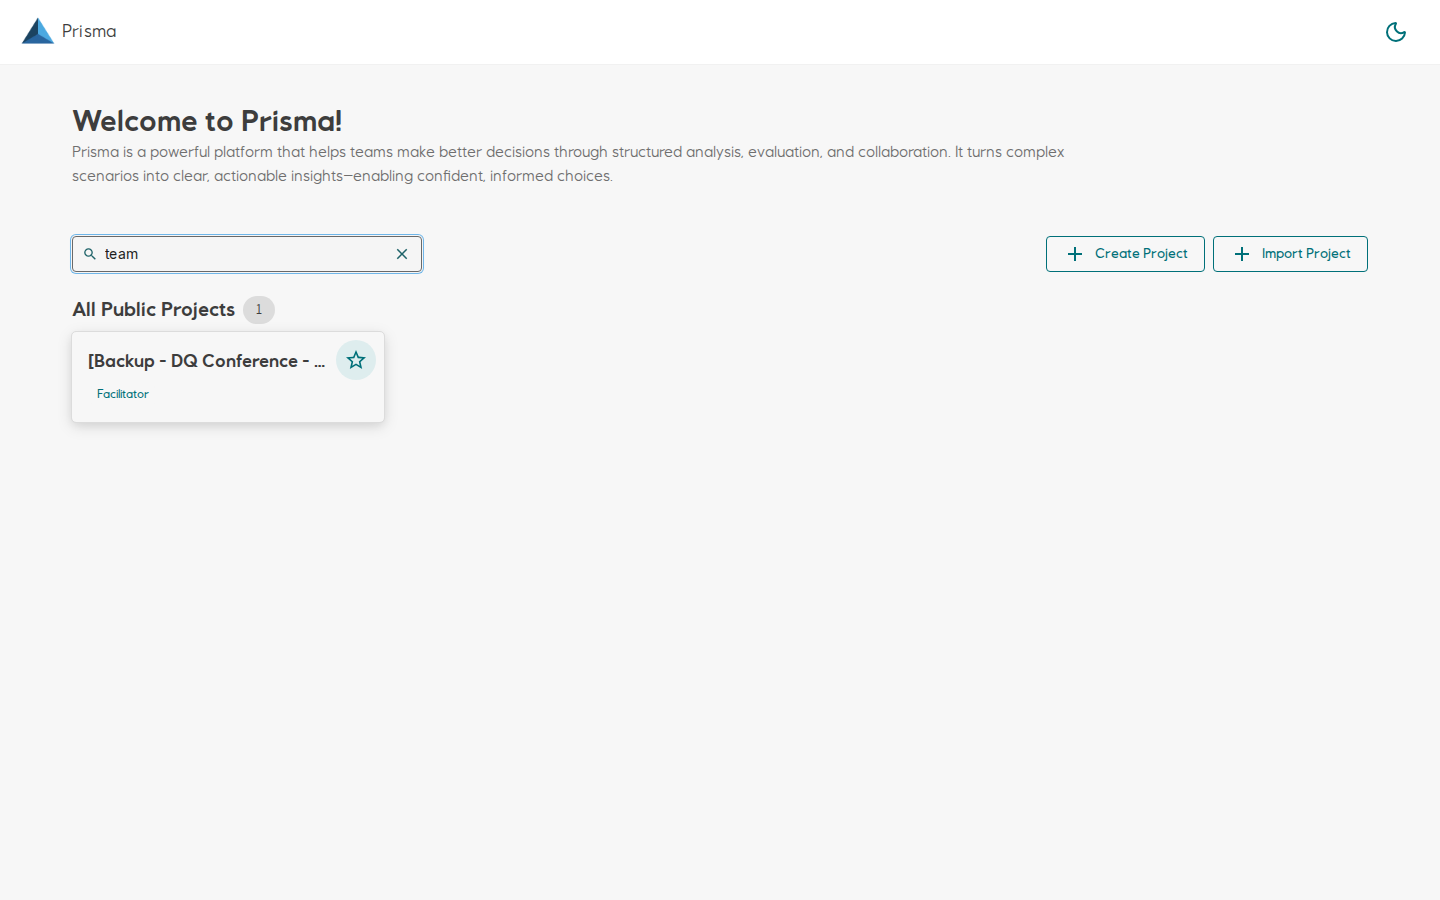 Prisma
Welcome to Prisma!
Prisma is a powerful platform that helps teams make better decisions through structured analysis, evaluation, and collaboration. It turns complex
scenarios into clear, actionable insights—enabling confident, informed choices.
team
Create Project
Import Project
All Public Projects 1
[Backup - DQ Conference - ...
Facilitator